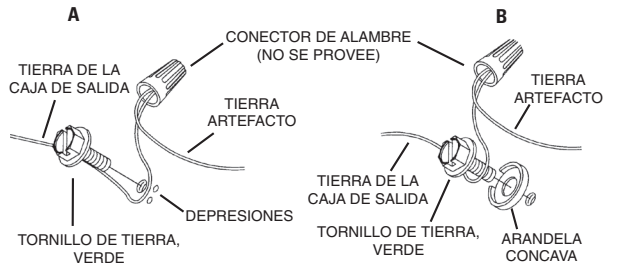 A
B
CONECTOR DE ALAMBRE
(NO SE PROVEE)
TIERRA DE LA
CAJA DE SALIDA
TIERRA
ARTEFACTO
DEPRESIONES
TORNILLO DE TIERRA,
VERDE
TIERRA
ARTEFACTO
TIERRA DE LA
CAJA DE SALIDA
TORNILLO DE TIERRA,
VERDE
ARANDELA
CONCAVA